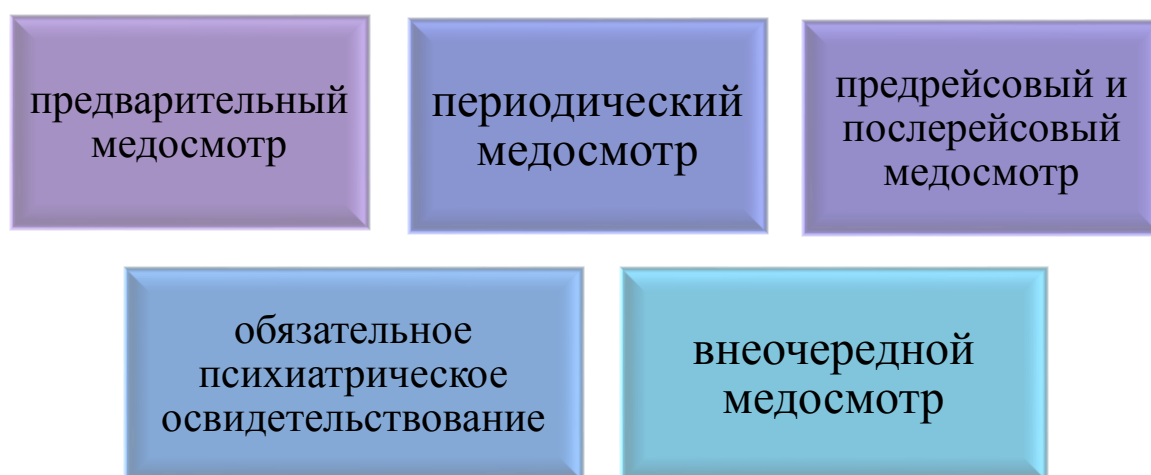 предварительный
медосмотр
периодический
медосмотр
предрейсовый и
послерейсовый
медосмотр
обязательное
психиатрическое
освидетельствование
внеочередной
медосмотр